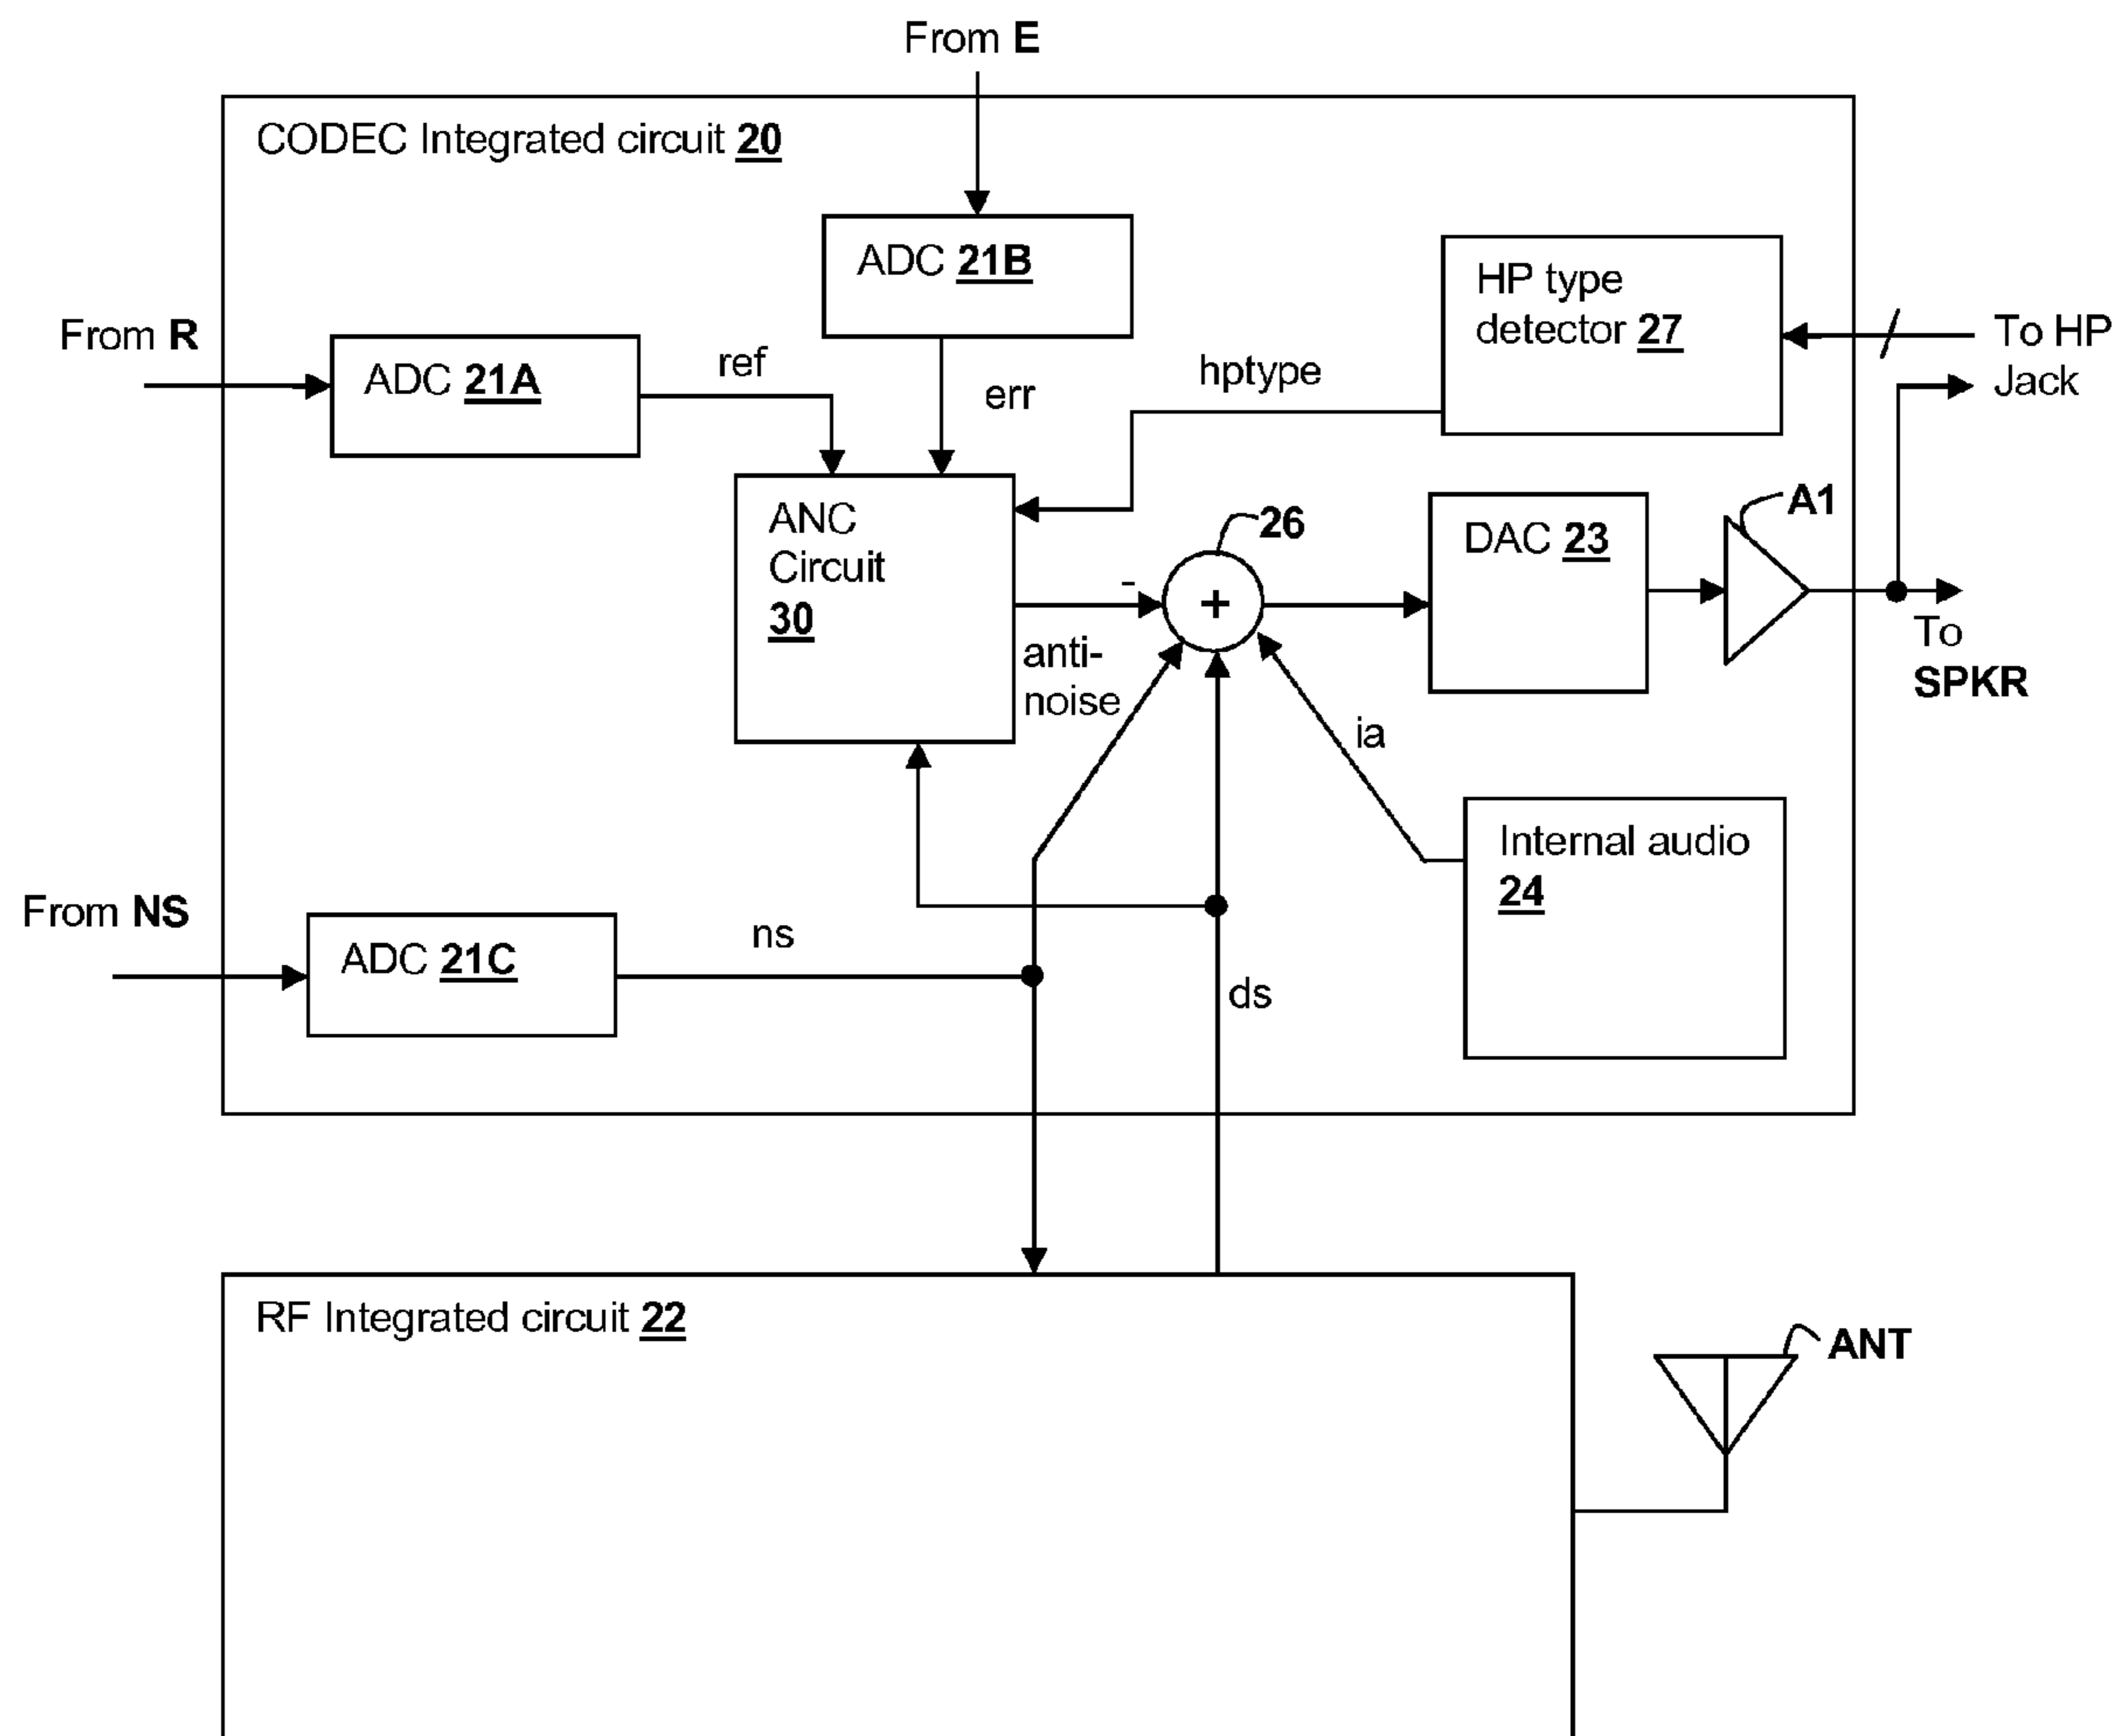 From E
CODEC Integrated circuit 20
ADC 21B
HP type
detector 27
From R
To HP
Jack
ADC 21A
ref
err
hptype
ANC
Circuit
30
-
26
+
DAC 23
A1
anti-
noise
To
SPKR
ia
Internal audio
24
From NS
ADC 21C
ns
ds
RF Integrated circuit 22
ANT